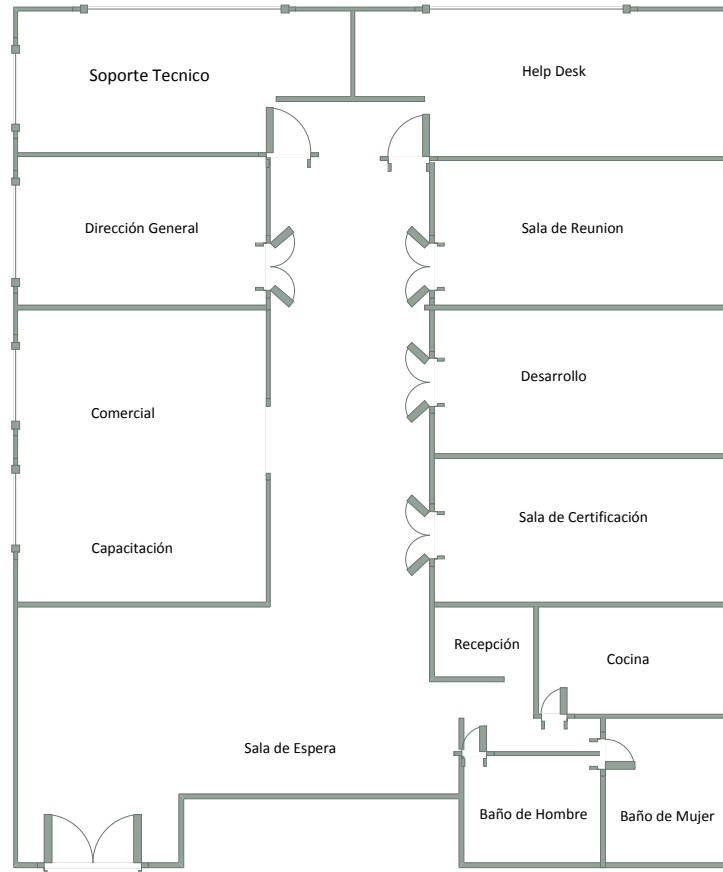 Soporte Tecnico
Help Desk
Dirección General
Sala de Reunion
Desarrollo
Comercial
Sala de Certificación
Capacitación
Recepción
Cocina
Sala de Espera
Baño de Hombre
Baño de Mujer